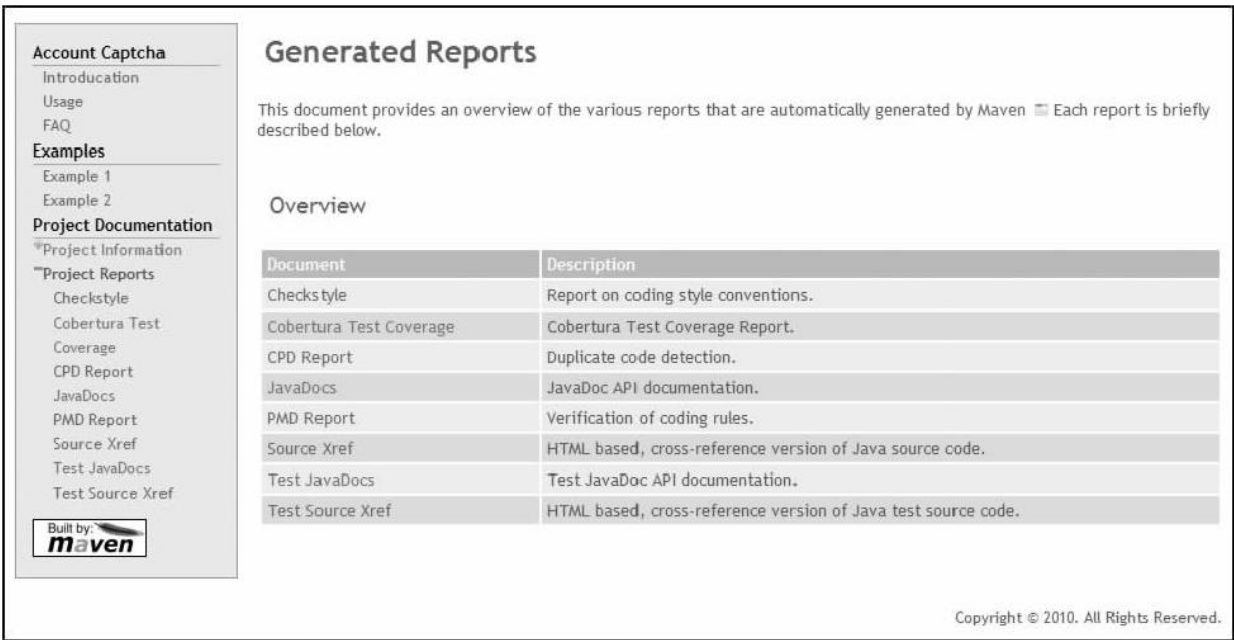 Account Captcha
Introducation
Usage
FAQ
Examples
Example 1
Example 2
Project Documentation
Project Information
Project Reports
Checkstyle
Cobertura Test
Coverage
CPD Report
JavaDocs
PMD Report
Source Xref
Test JavaDocs
Test Source Xref
Built by:
maven
Generated Reports
This document provides an overview of the various reports that are automatically generated by Maven Each report is briefly
described below.
Overview
Document Description
Checkstyle Report on coding style conventions.
Cobertura Test Coverage Cobertura Test Coverage Report.
CPD Report Duplicate code detection.
JavaDocs JavaDoc API documentation.
PMD Report Verification of coding rules.
Source Xref HTML based, cross-reference version of Java source code.
Test JavaDocs Test JavaDoc API documentation.
Test Source Xref HTML based, cross-reference version of Java test source code.
Copyright © 2010. All Rights Reserved.